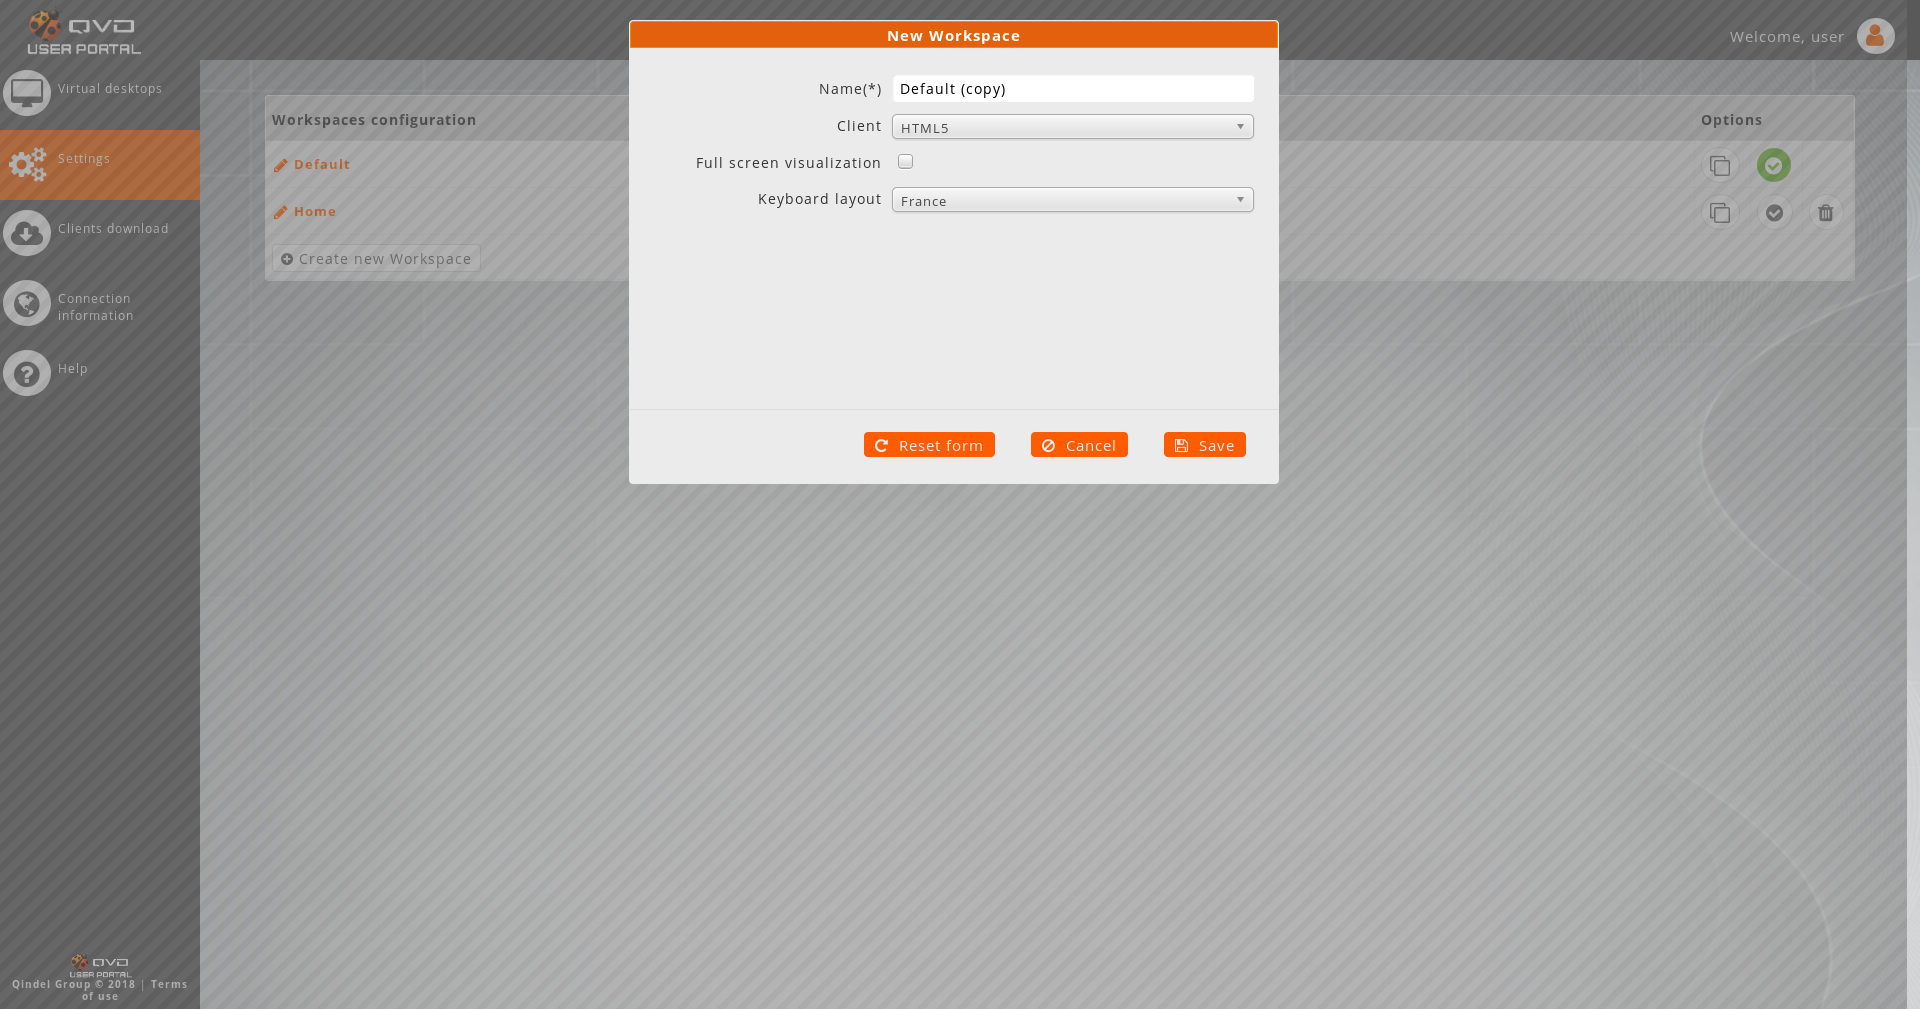 QVD
USER PORTAL
Welcome, user
Virtual desktops
Settings
Clients download
Connection
information
Help
Workspaces configuration
Options
Default
Home
Create new Workspace
New Workspace
Name(*)
Default (copy)
Client
HTML5
Full screen visualization
Keyboard layout
France
Reset form
Cancel
Save
QVD
USER PORTAL
Qindel Group © 2018 | Terms
of use